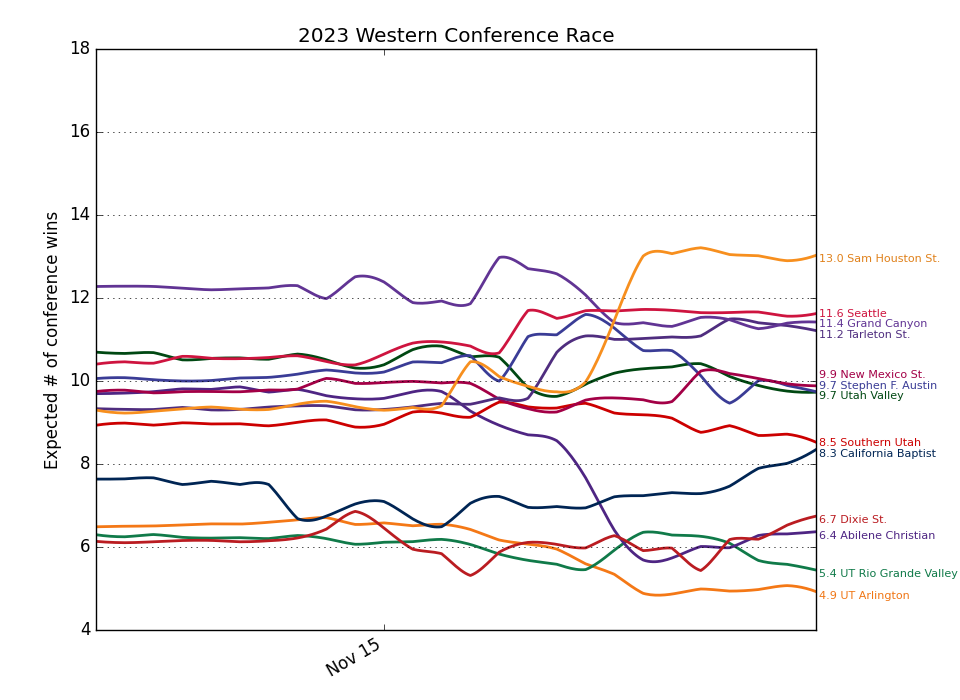 2023 Western Conference Race
Expected # of conference wins
18
16
14
12
10
8
6
4
Nov 15
13.0 Sam Houston St.
11.6 Seattle
11.4 Grand Canyon
11.2 Tarleton St.
9.9 New Mexico St.
9.7 Stephen F. Austin
9.7 Utah Valley
8.5 Southern Utah
8.3 California Baptist
6.7 Dixie St.
6.4 Abilene Christian
5.4 UT Rio Grande Valley
4.9 UT Arlington